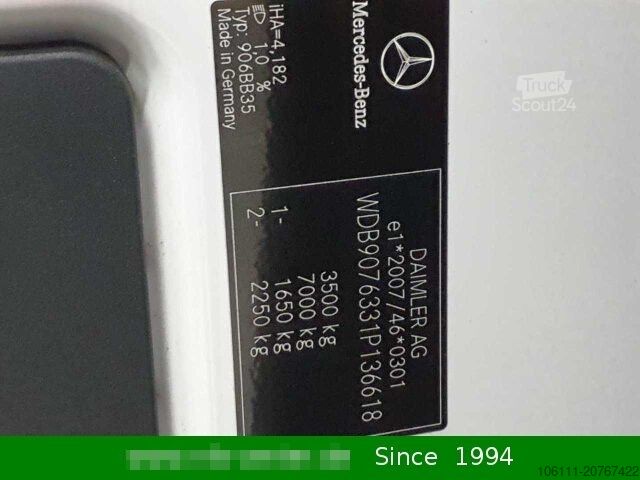 Mercedes-Benz
iHA=4,182
1,0 %
Typ: 906BB35
Made in Germany
DAIMLER AG
e1*2007/46*0301
WDB9076331P136618
3500 kg
7000 kg
1- 1650 kg
2- 2250 kg
Truck
Scout24
Since 1994
106111-20767422